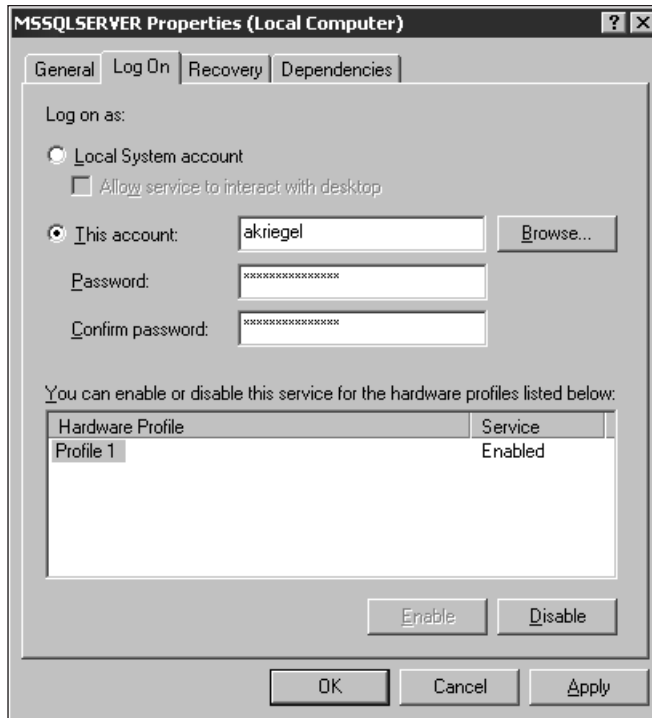 MSSQLSERVER Properties (Local Computer)
General Log On Recovery Dependencies
Log on as:
Local System account
Allow service to interact with desktop
This account: akriegel Browse...
Password: ***************
Confirm password: ***************
You can enable or disable this service for the hardware profiles listed below:
Hardware Profile Service
Profile 1 Enabled
Enable Disable
OK Cancel Apply